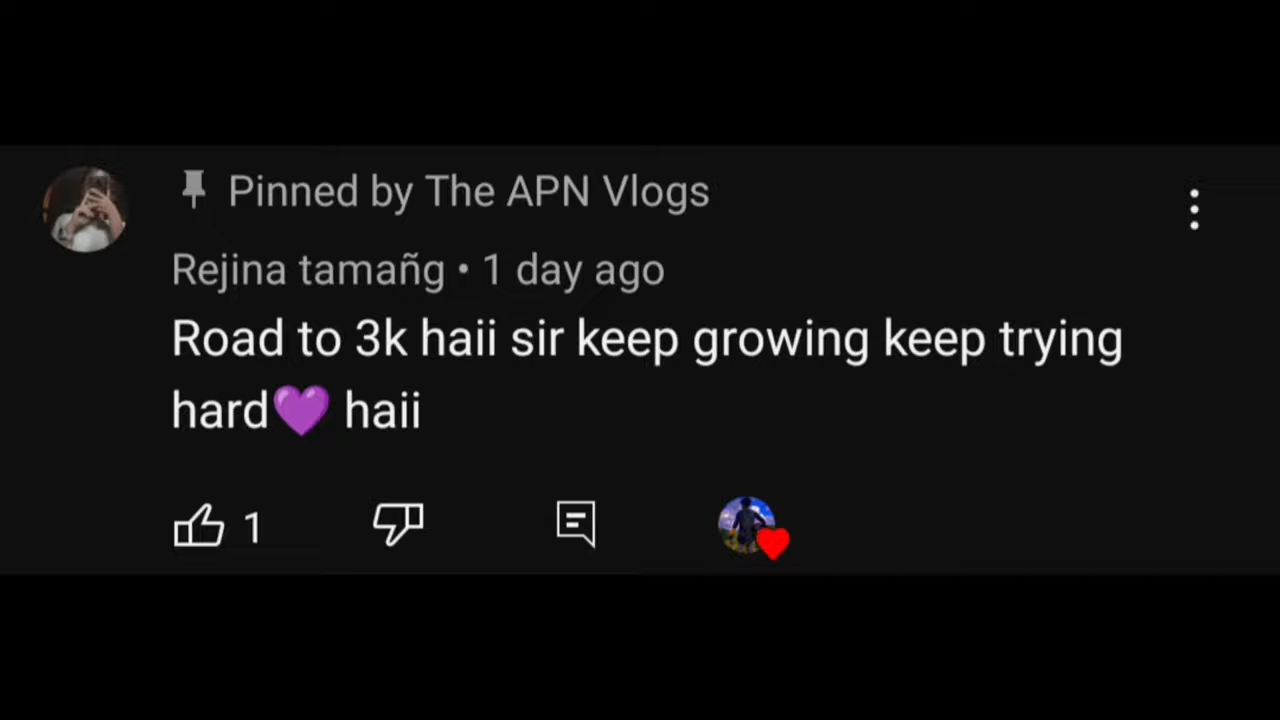 Pinned by The APN Vlogs
Rejina tamañg • 1 day ago
Road to 3k haii sir keep growing keep trying
hard💜 haii
1